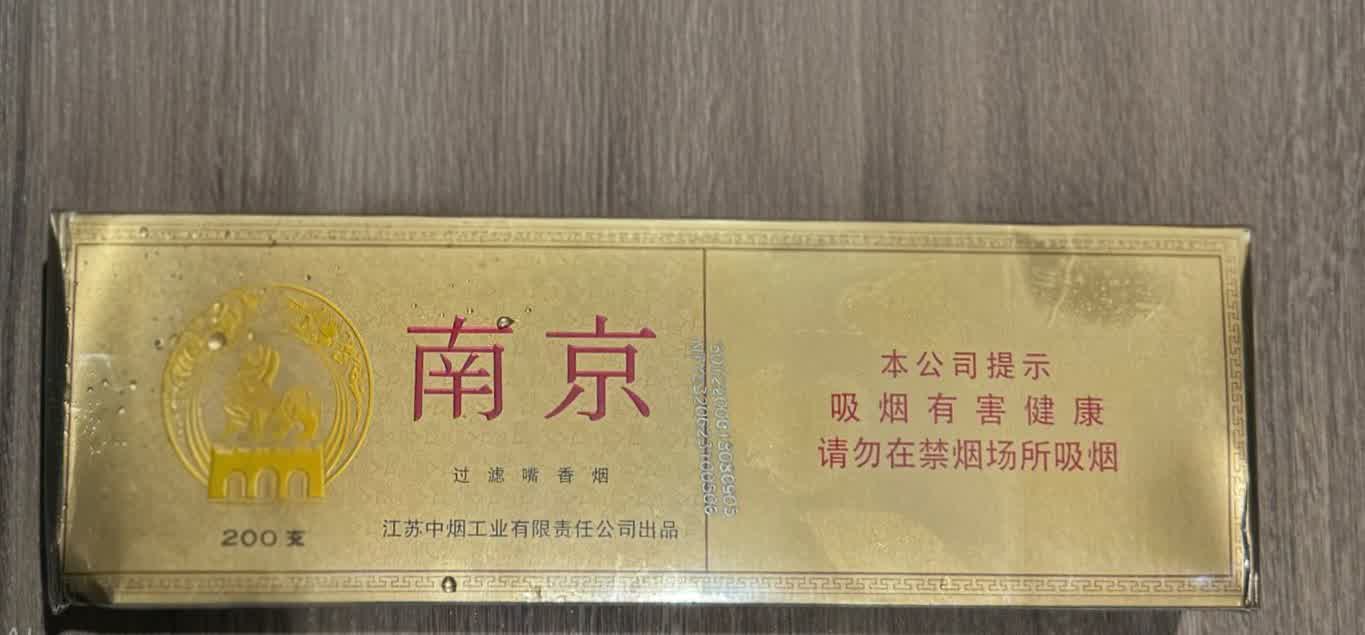 南京
过滤嘴香烟
江苏中烟工业有限责任公司出品
200支
本公司提示
吸烟有害健康
请勿在禁烟场所吸烟